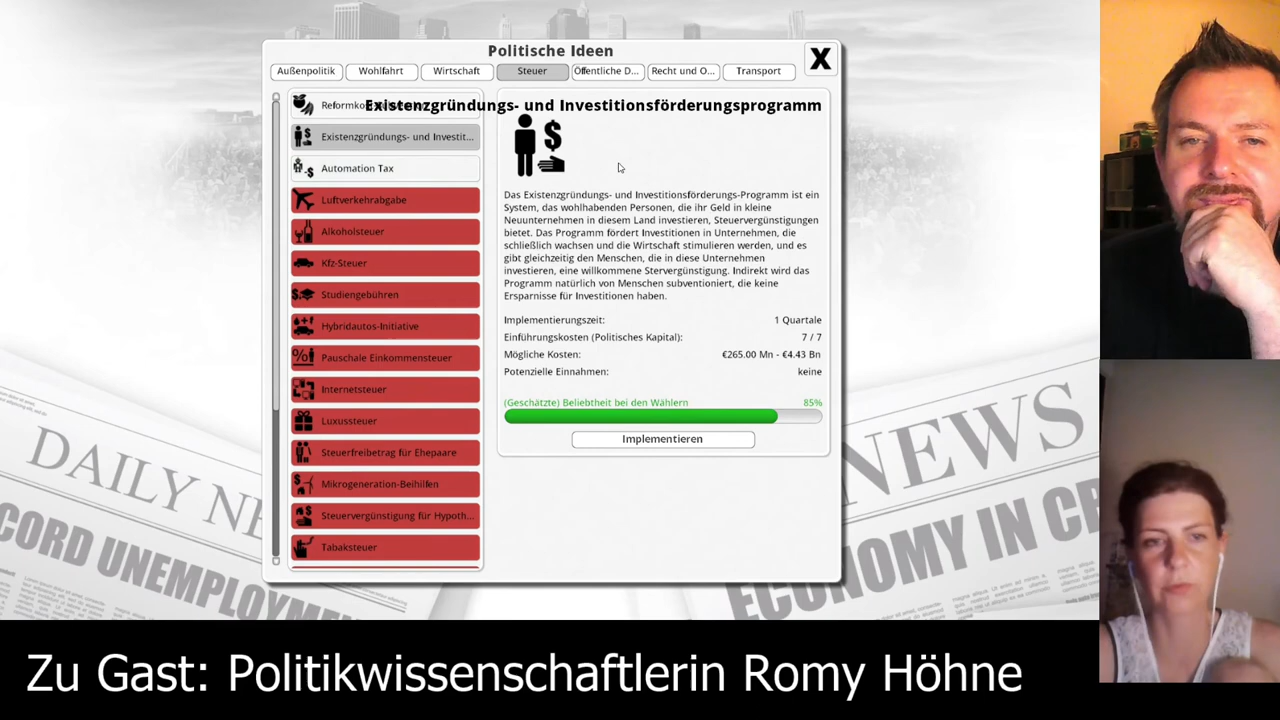 Politische Ideen
X
Außenpolitik
Wohlfahrt
Wirtschaft
Steuer
Öffentliche D...
Recht und O...
Transport
Existenzgründungs- und Investitionsförderungsprogramm
Existenzgründungs- und Investit...
Automation Tax
Luftverkehrabgabe
Alkoholsteuer
Kfz-Steuer
Studiengebühren
Hybridautos-Initiative
Pauschale Einkommensteuer
Internetsteuer
Luxussteuer
Steuerfreibetrag für Ehepaare
Mikrogeneration-Beihilfen
Steuervergünstigung für Hypoth...
Tabaksteuer
Das Existenzgründungs- und Investitionsförderungs-Programm ist ein
System, das wohlhabenden Personen, die ihr Geld in kleine
Neuunternehmen in diesem Land investieren, Steuervergünstigungen
bietet. Das Programm fördert Investitionen in Unternehmen, die
schließlich wachsen und die Wirtschaft stimulieren werden, und es
gibt gleichzeitig den Menschen, die in diese Unternehmen
investieren, eine willkommene Stervergünstigung. Indirekt wird das
Programm natürlich von Menschen subventioniert, die keine
Ersparnisse für Investitionen haben.
Implementierungszeit: 1 Quartale
Einführungskosten (Politisches Kapital): 7 / 7
Mögliche Kosten: €265.00 Mn - €4.43 Bn
Potenzielle Einnahmen: keine
(Geschätzte) Beliebtheit bei den Wählern 85%
Implementieren
DAILY NE
CORD UNEMPLOYME
NEWS
ECONOMY IN CR
Zu Gast: Politikwissenschaftlerin Romy Höhne